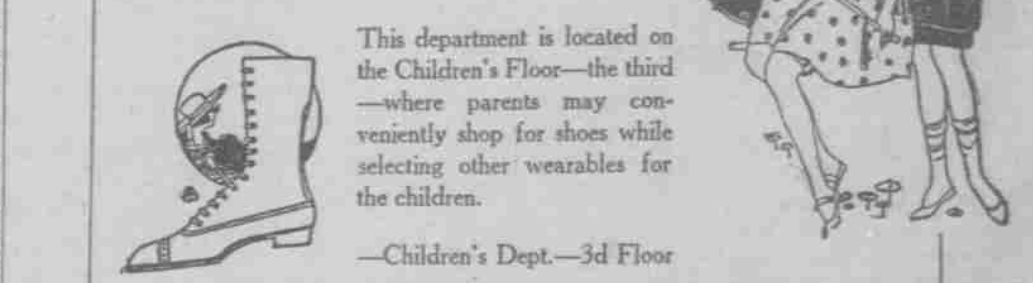 This department is located on
the Children's Floor—the third
—where parents may con-
veniently shop for shoes while
selecting other wearables for
the children.
—Children's Dept.—3d Floor